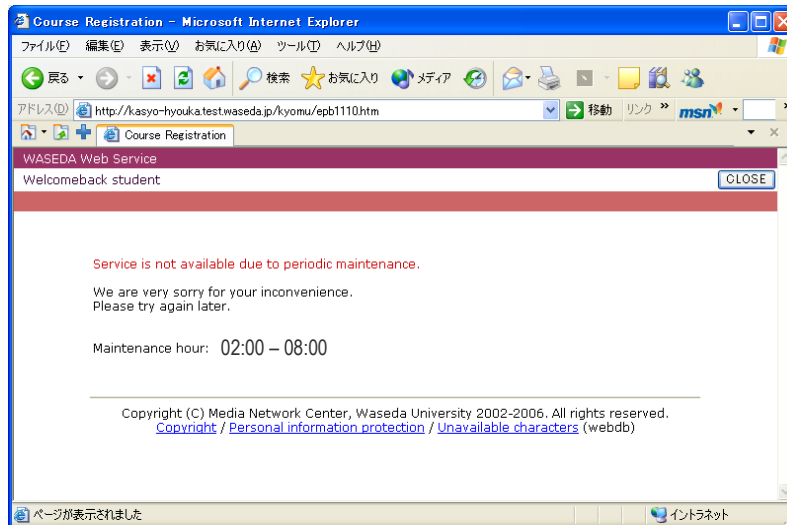 Course Registration - Microsoft Internet Explorer
ファイル(F) 編集(E) 表示(V) お気に入り(A) ツール(T) ヘルプ(H)
戻る 検索 お気に入り メディア
アドレス(D) http://kasyo-hyouka.test.waseda.jp/kyomu/epb1110.htm 移動 リンク » msn
Course Registration
WASEDA Web Service
Welcomeback student CLOSE
Service is not available due to periodic maintenance.
We are very sorry for your inconvenience.
Please try again later.
Maintenance hour: 02:00 – 08:00
Copyright (C) Media Network Center, Waseda University 2002-2006. All rights reserved.
Copyright / Personal information protection / Unavailable characters (webdb)
ページが表示されました イントラネット